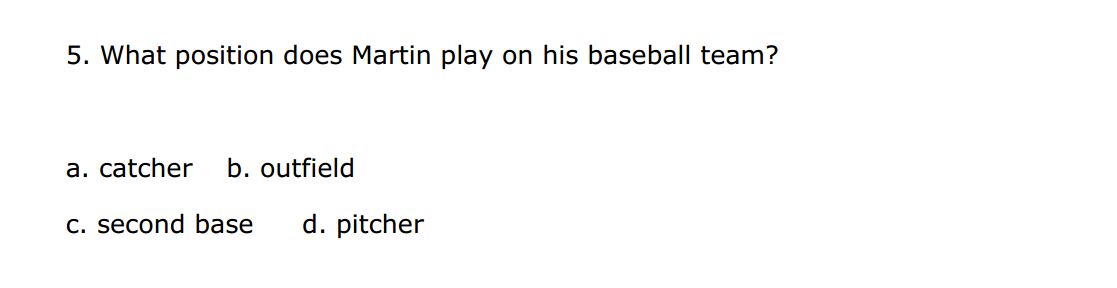 5. What position does Martin play on his baseball team?
a. catcher b. outfield
c. second base d. pitcher